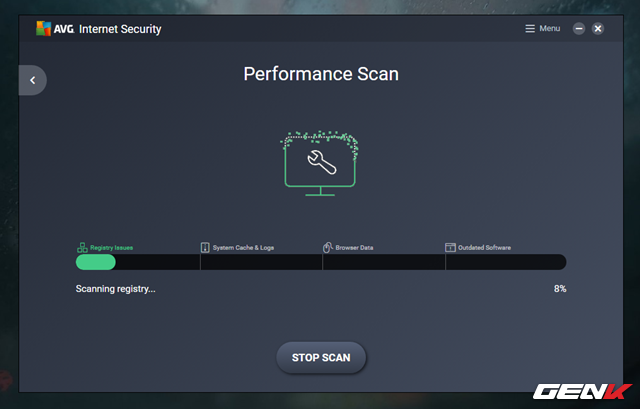 AVG Internet Security
Menu
Performance Scan
Registry Issues
System Cache & Logs
Browser Data
Outdated Software
Scanning registry...
8%
STOP SCAN
GENK